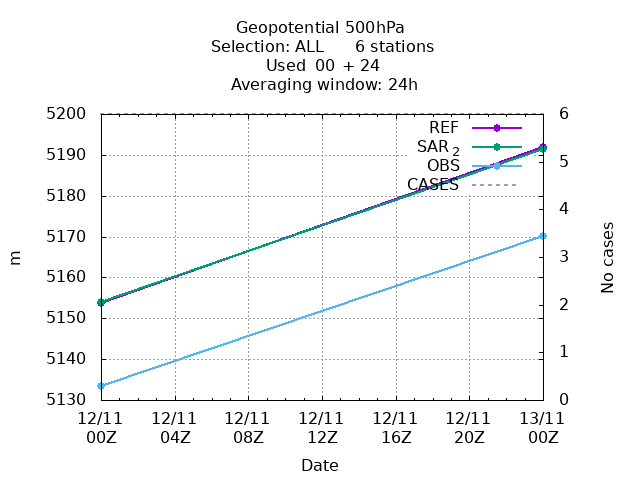 Geopotential 500hPa
Selection: ALL      6 stations
Used  00 + 24
Averaging window: 24h
5200
5190
5180
5170
5160
5150
5140
5130
m
6
5
4
3
2
1
0
No cases
REF
SAR 2
OBS
CASES
12/11 12/11 12/11 12/11 12/11 12/11 13/11
00Z 04Z 08Z 12Z 16Z 20Z 00Z
Date